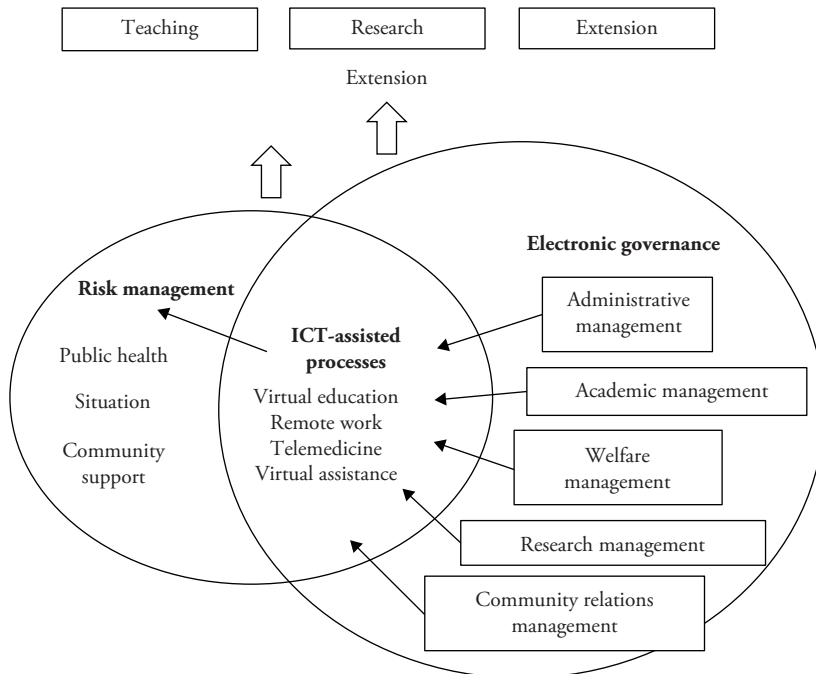 Teaching
Research
Extension
Extension
Electronic governance
Risk management
Public health
Situation
Community
support
ICT-assisted
processes
Virtual education
Remote work
Telemedicine
Virtual assistance
Administrative
management
Academic management
Welfare
management
Research management
Community relations
management